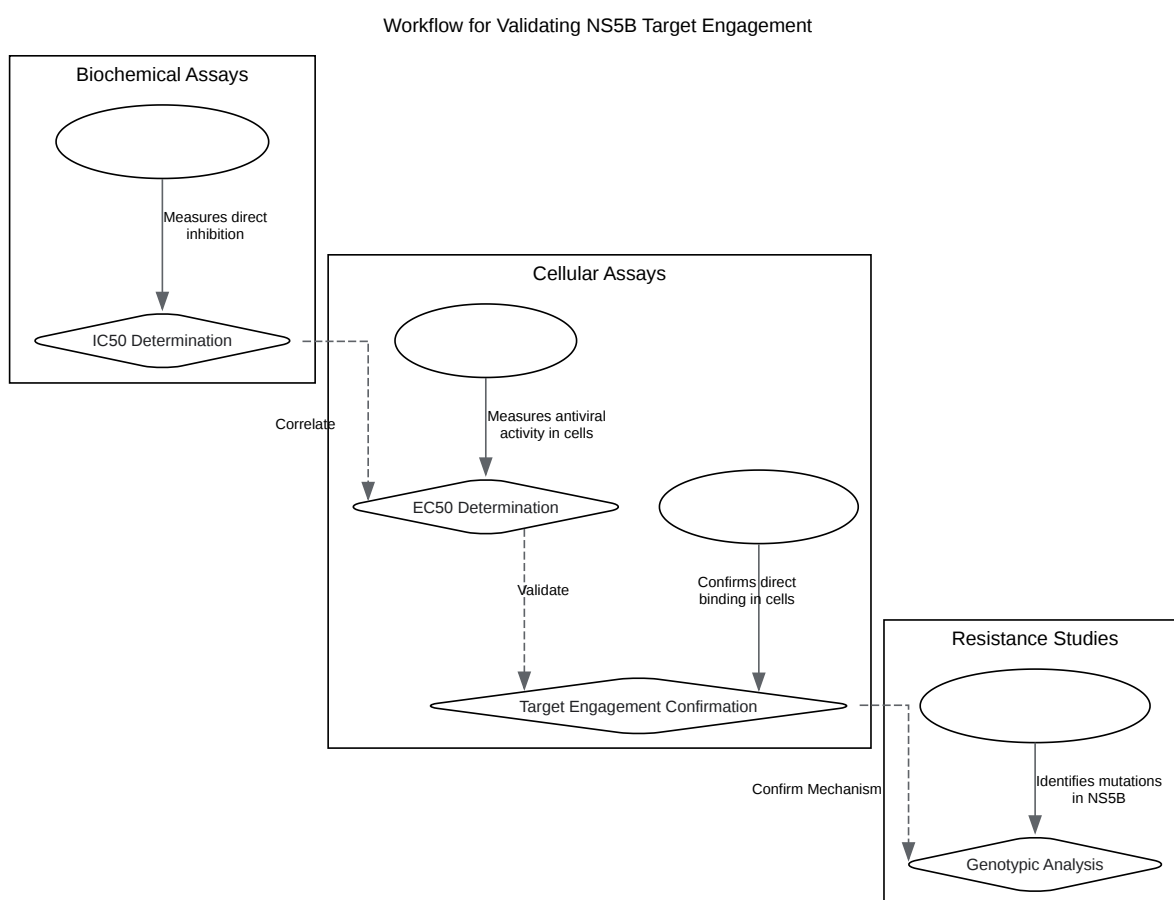 Workflow for Validating NS5B Target Engagement
Biochemical Assays
Measures direct
inhibition
IC50 Determination
Correlate
Cellular Assays
Measures antiviral
activity in cells
EC50 Determination
Validate
Confirms direct
binding in cells
Target Engagement Confirmation
Confirm Mechanism
Resistance Studies
Identifies mutations
in NS5B
Genotypic Analysis